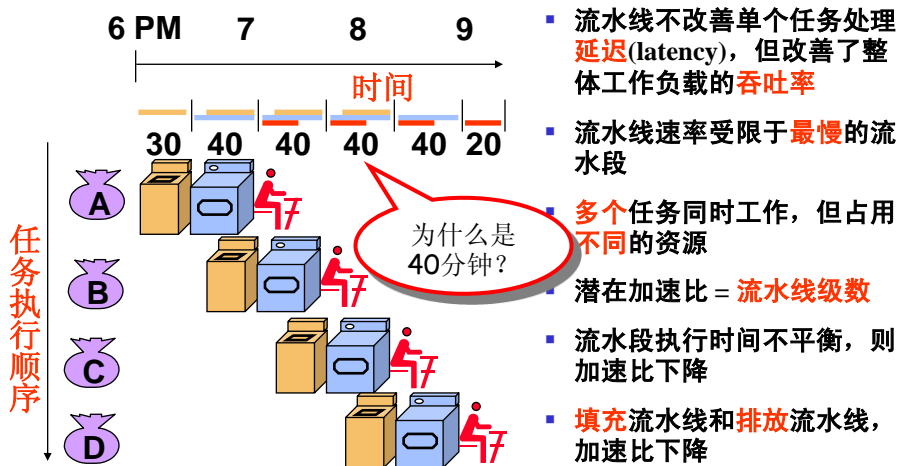 6 PM 7 8 9
时间
30 40 40 40 40 20
任务执行顺序
A
B
C
D
为什么是
40分钟？
流水线不改善单个任务处理
延迟(latency)，但改善了整
体工作负载的吞吐率
流水线速率受限于最慢的流
水段
多个任务同时工作，但占用
不同的资源
潜在加速比 = 流水线级数
流水段执行时间不平衡，则
加速比下降
填充流水线和排放流水线，
加速比下降